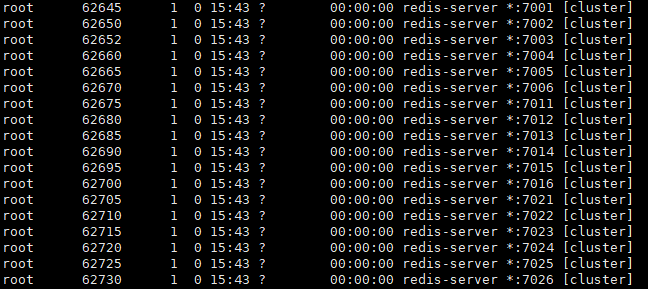 root      62645      1  0 15:43 ?        00:00:00 redis-server *:7001 [cluster]
root      62650      1  0 15:43 ?        00:00:00 redis-server *:7002 [cluster]
root      62652      1  0 15:43 ?        00:00:00 redis-server *:7003 [cluster]
root      62660      1  0 15:43 ?        00:00:00 redis-server *:7004 [cluster]
root      62665      1  0 15:43 ?        00:00:00 redis-server *:7005 [cluster]
root      62670      1  0 15:43 ?        00:00:00 redis-server *:7006 [cluster]
root      62675      1  0 15:43 ?        00:00:00 redis-server *:7011 [cluster]
root      62680      1  0 15:43 ?        00:00:00 redis-server *:7012 [cluster]
root      62685      1  0 15:43 ?        00:00:00 redis-server *:7013 [cluster]
root      62690      1  0 15:43 ?        00:00:00 redis-server *:7014 [cluster]
root      62695      1  0 15:43 ?        00:00:00 redis-server *:7015 [cluster]
root      62700      1  0 15:43 ?        00:00:00 redis-server *:7016 [cluster]
root      62705      1  0 15:43 ?        00:00:00 redis-server *:7021 [cluster]
root      62710      1  0 15:43 ?        00:00:00 redis-server *:7022 [cluster]
root      62715      1  0 15:43 ?        00:00:00 redis-server *:7023 [cluster]
root      62720      1  0 15:43 ?        00:00:00 redis-server *:7024 [cluster]
root      62725      1  0 15:43 ?        00:00:00 redis-server *:7025 [cluster]
root      62730      1  0 15:43 ?        00:00:00 redis-server *:7026 [cluster]